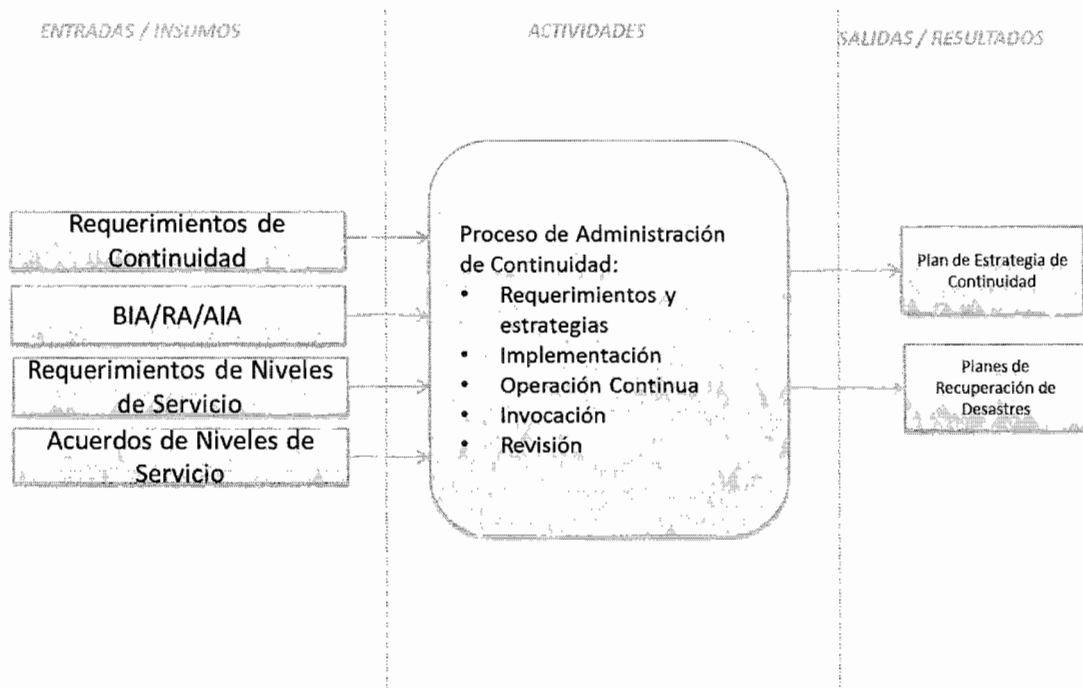 ENTRADAS / INSUMOS
ACTIVIDADES
SALIDAS / RESULTADOS
Requerimientos de
Continuidad
BIA/RA/AIA
Requerimientos de Niveles
de Servicio
Acuerdos de Niveles de
Servicio
Proceso de Administración
de Continuidad:
• Requerimientos y
estrategias
• Implementación
• Operación Continua
• Invocación
• Revisión
Plan de Estrategia de
Continuidad
Planes de
Recuperación de
Desastres